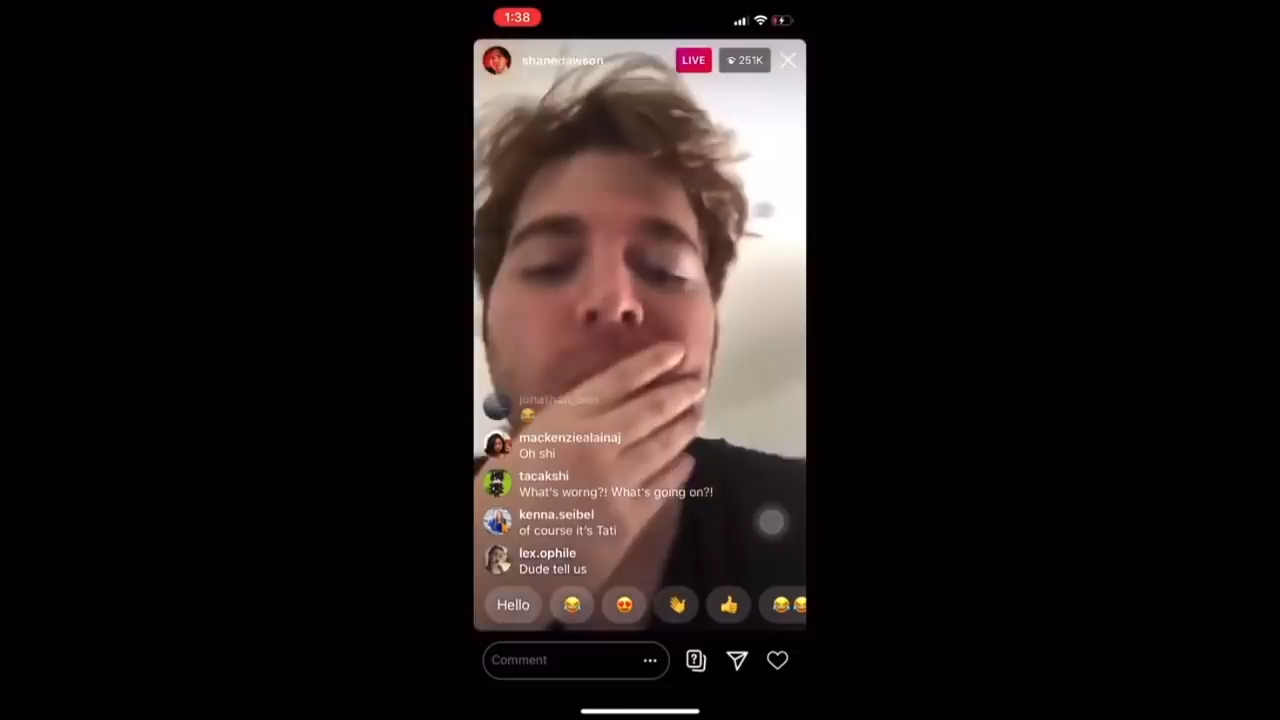 1:38
shanedawson
LIVE
251K
jonathan_bon
mackenziealainaj
Oh shi
tacakshi
What's worng?! What's going on?!
kenna.seibel
of course it's Tati
lex.ophile
Dude tell us
Hello
Comment